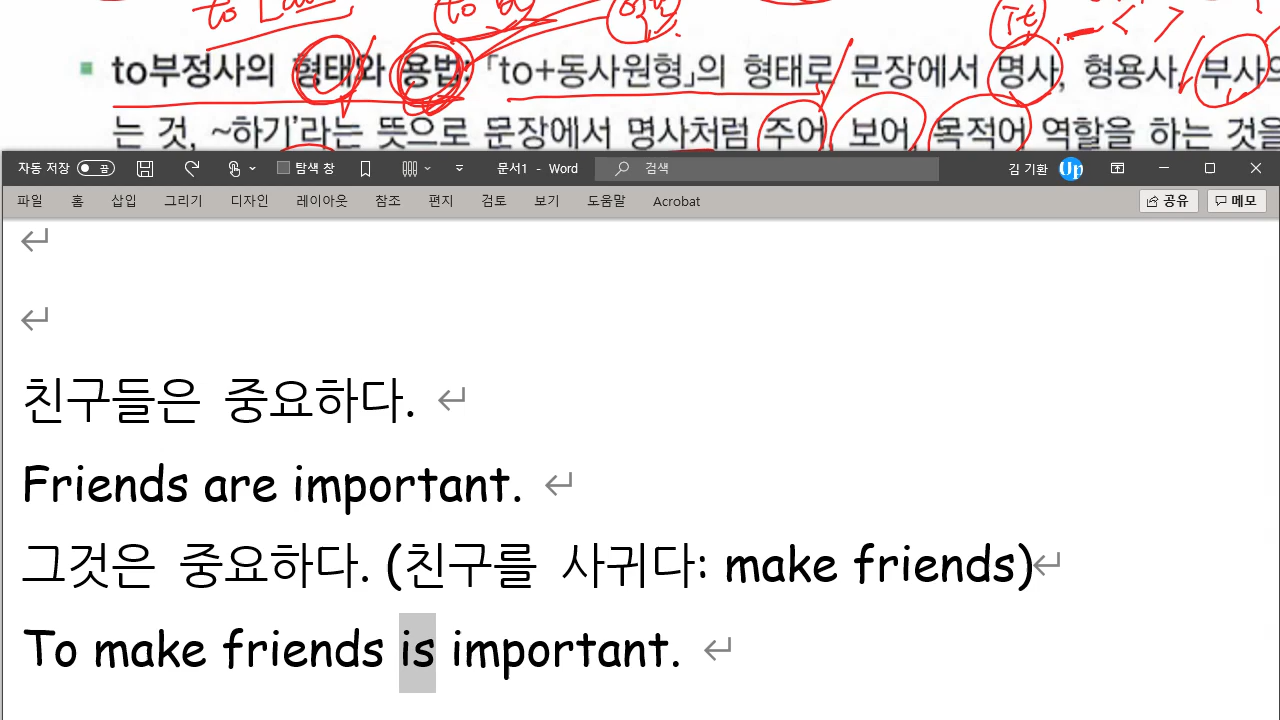 to부정사의 형태와 용법: 「to+동사원형」의 형태로 문장에서 명사, 형용사, 부사의
는 것, ~하기'라는 뜻으로 문장에서 명사처럼 주어, 보어, 목적어 역할을 하는 것을
자동 저장 끔 탐색 창 문서1 - Word 검색 김 기환 Up
파일 홈 삽입 그리기 디자인 레이아웃 참조 편지 검토 보기 도움말 Acrobat 공유 메모
친구들은 중요하다.
Friends are important.
그것은 중요하다. (친구를 사귀다: make friends)
To make friends is important.